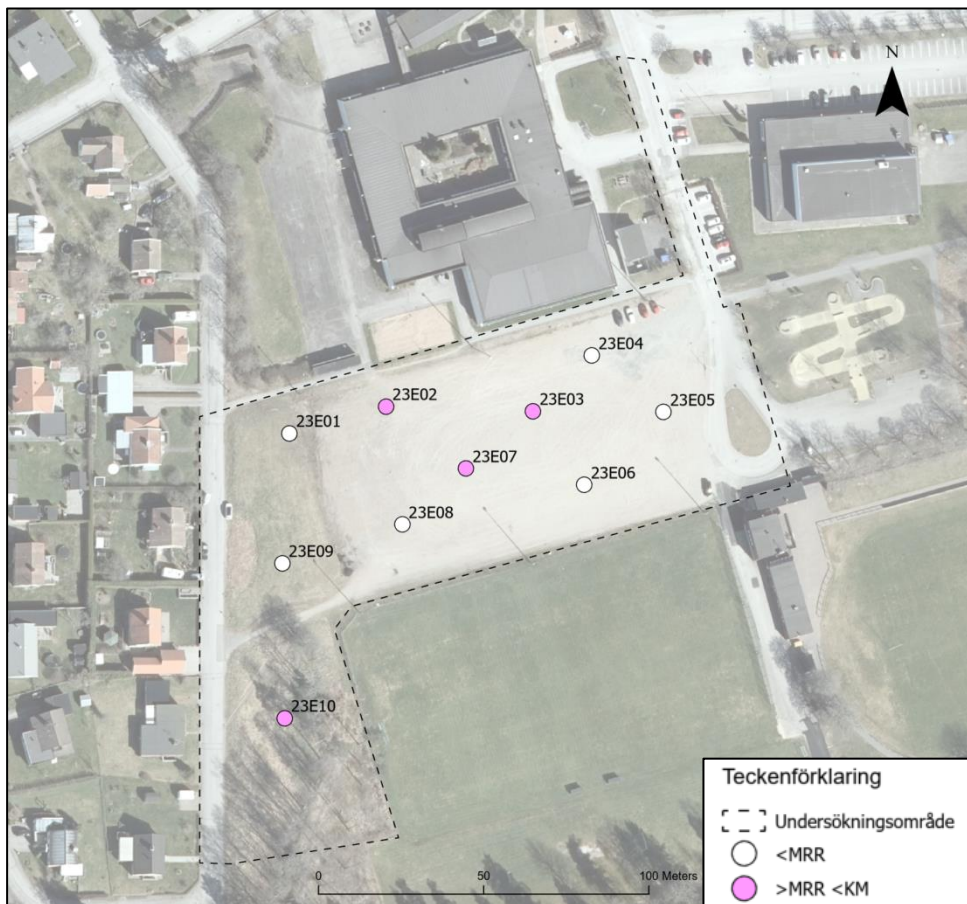 N
23E04
23E02
23E03
23E05
23E01
23E07
23E06
23E08
23E09
23E10
Teckenförklaring
Undersökningsområde
<MRR
>MRR <KM
0
50
100 Meters